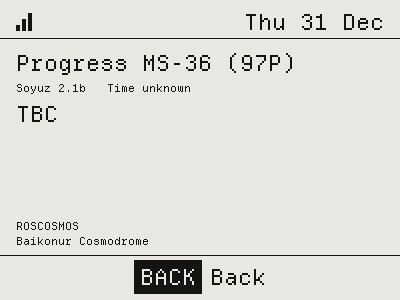 Thu 31 Dec
Progress MS-36 (97P)
Soyuz 2.1b Time unknown
TBC
ROSCOSMOS
Baikonur Cosmodrome
BACK Back